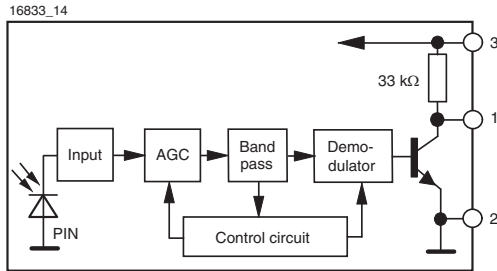 16833_14
3
33 kΩ
1
Input
AGC
Band
pass
Demo-
dulator
2
PIN
Control circuit